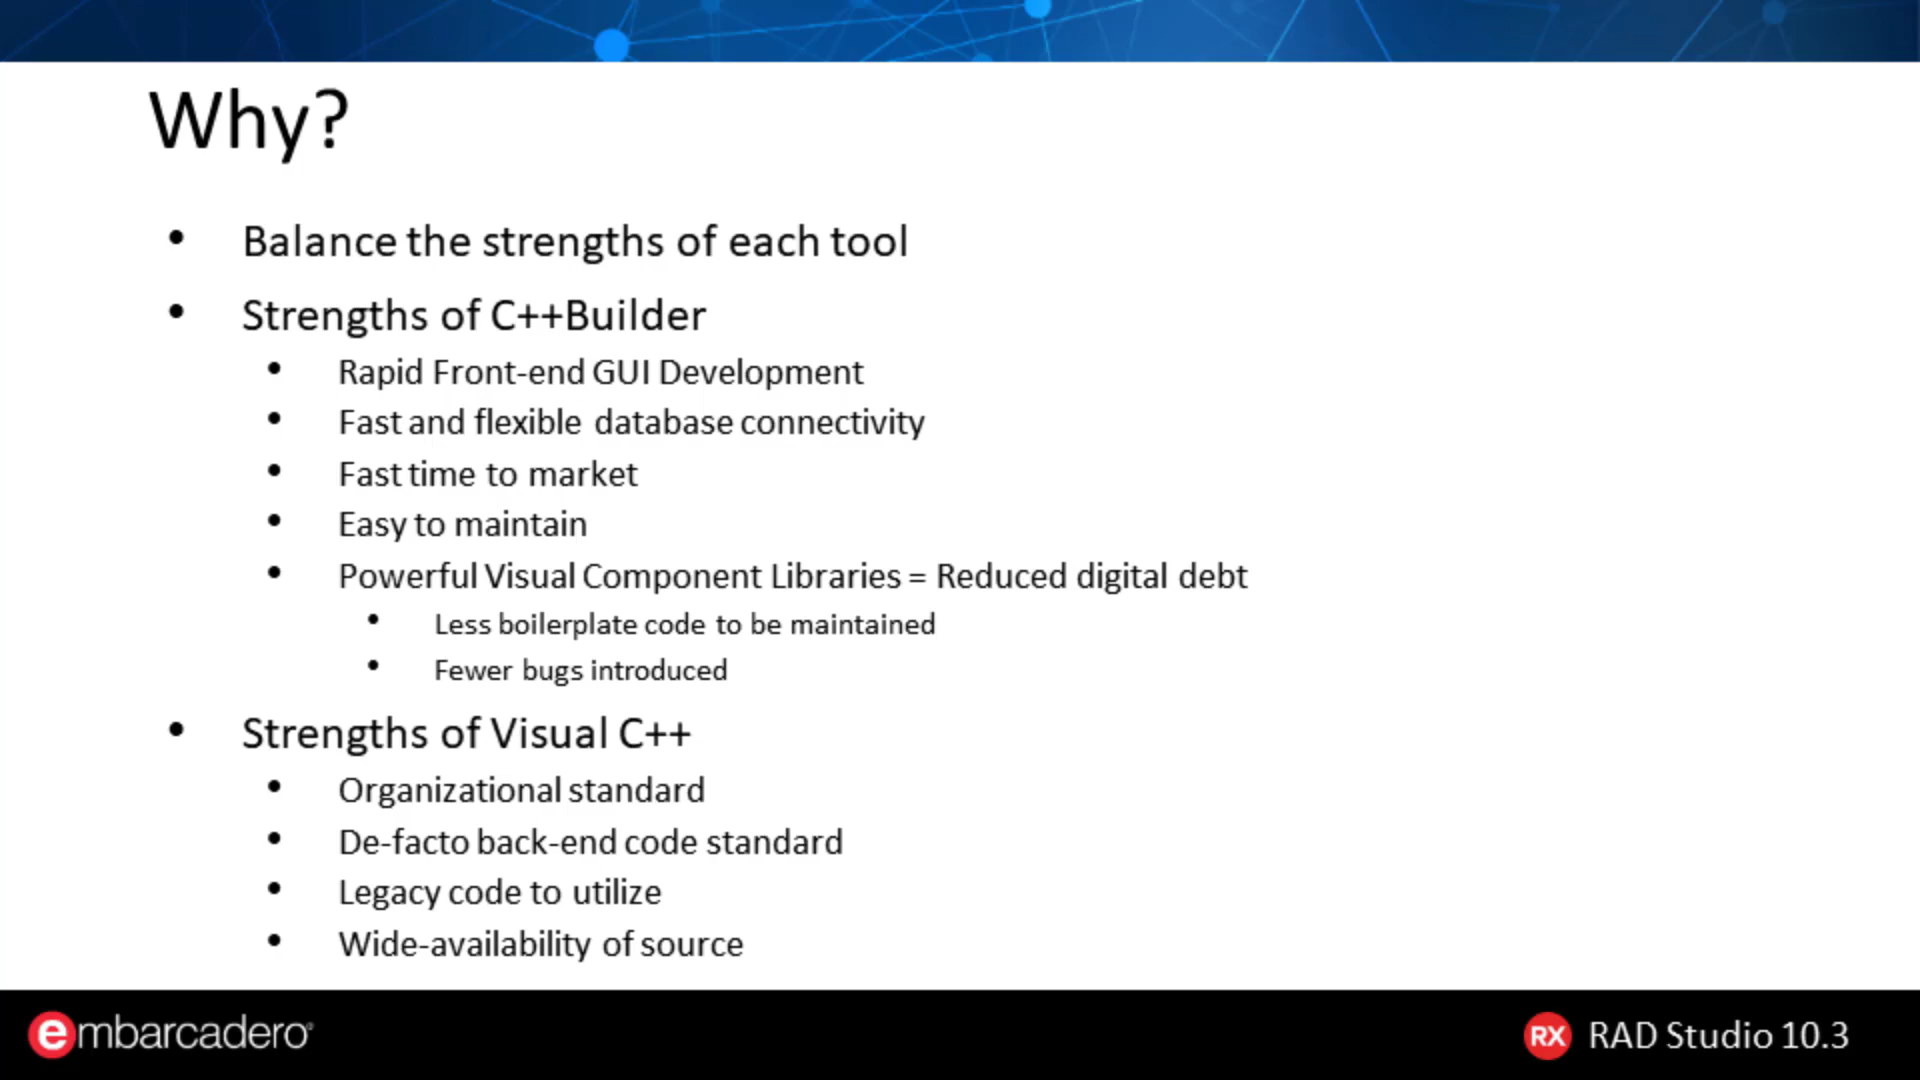 Why?
• Balance the strengths of each tool
• Strengths of C++Builder
• Rapid Front-end GUI Development
• Fast and flexible database connectivity
• Fast time to market
• Easy to maintain
• Powerful Visual Component Libraries = Reduced digital debt
• Less boilerplate code to be maintained
• Fewer bugs introduced
• Strengths of Visual C++
• Organizational standard
• De-facto back-end code standard
• Legacy code to utilize
• Wide-availability of source
embarcadero
RX RAD Studio 10.3